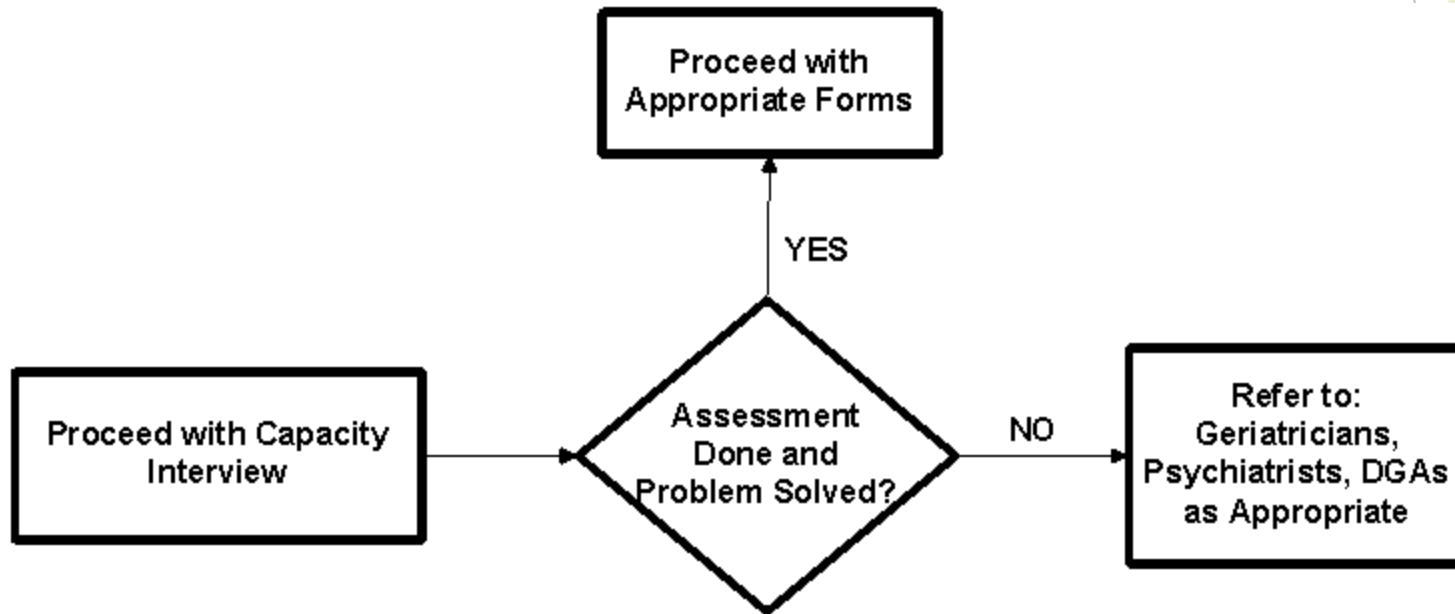 Proceed with
Appropriate Forms
YES
Proceed with Capacity
Interview
Assessment
Done and
Problem Solved?
NO
Refer to:
Geriatricians,
Psychiatrists, DGAs
as Appropriate